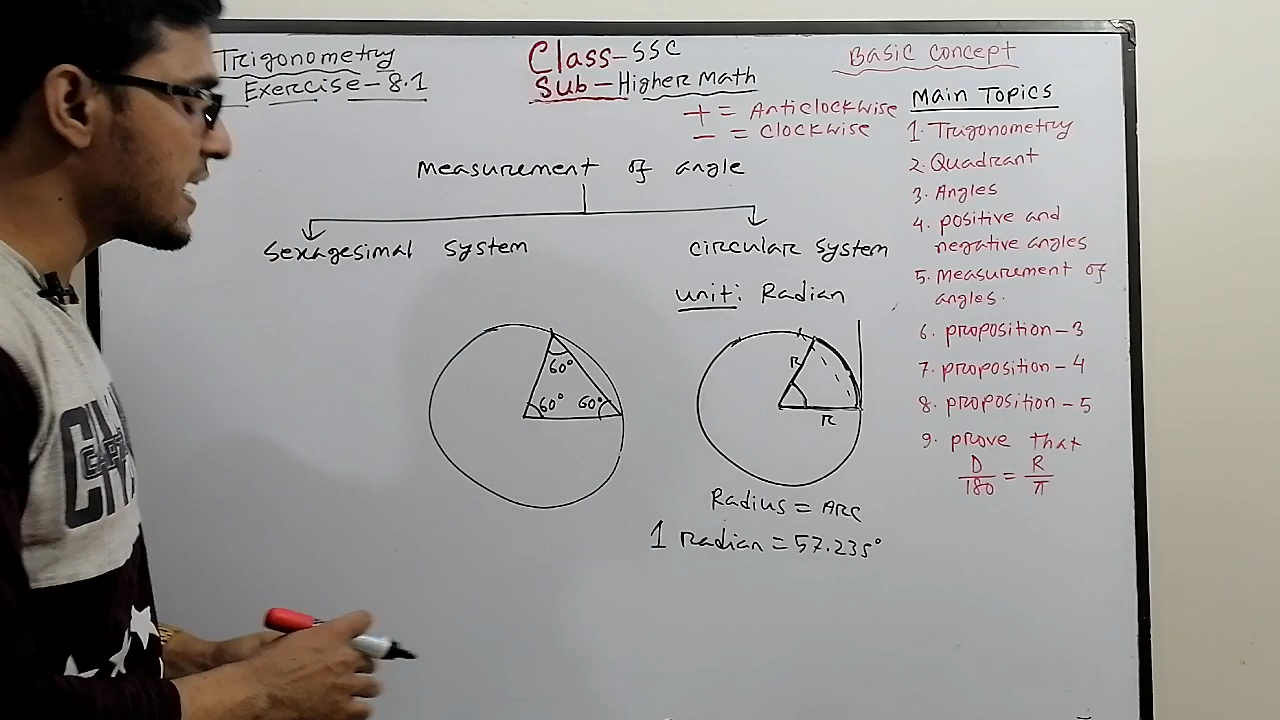 Trigonometry
Exercise-8.1
Class-SSC
Sub-Higher Math
Basic Concept
+ = Anticlockwise
- = Clockwise
Measurement of angle
Sexagesimal System
Circular System
unit: Radian
60°
60° 60°
R
R
Radius = ARC
1 Radian = 57.235°
Main Topics
1. Trigonometry
2. Quadrant
3. Angles
4. positive and
negative angles
5. Measurement of
angles.
6. proposition-3
7. proposition-4
8. proposition-5
9. prove that
D/180 = R/π